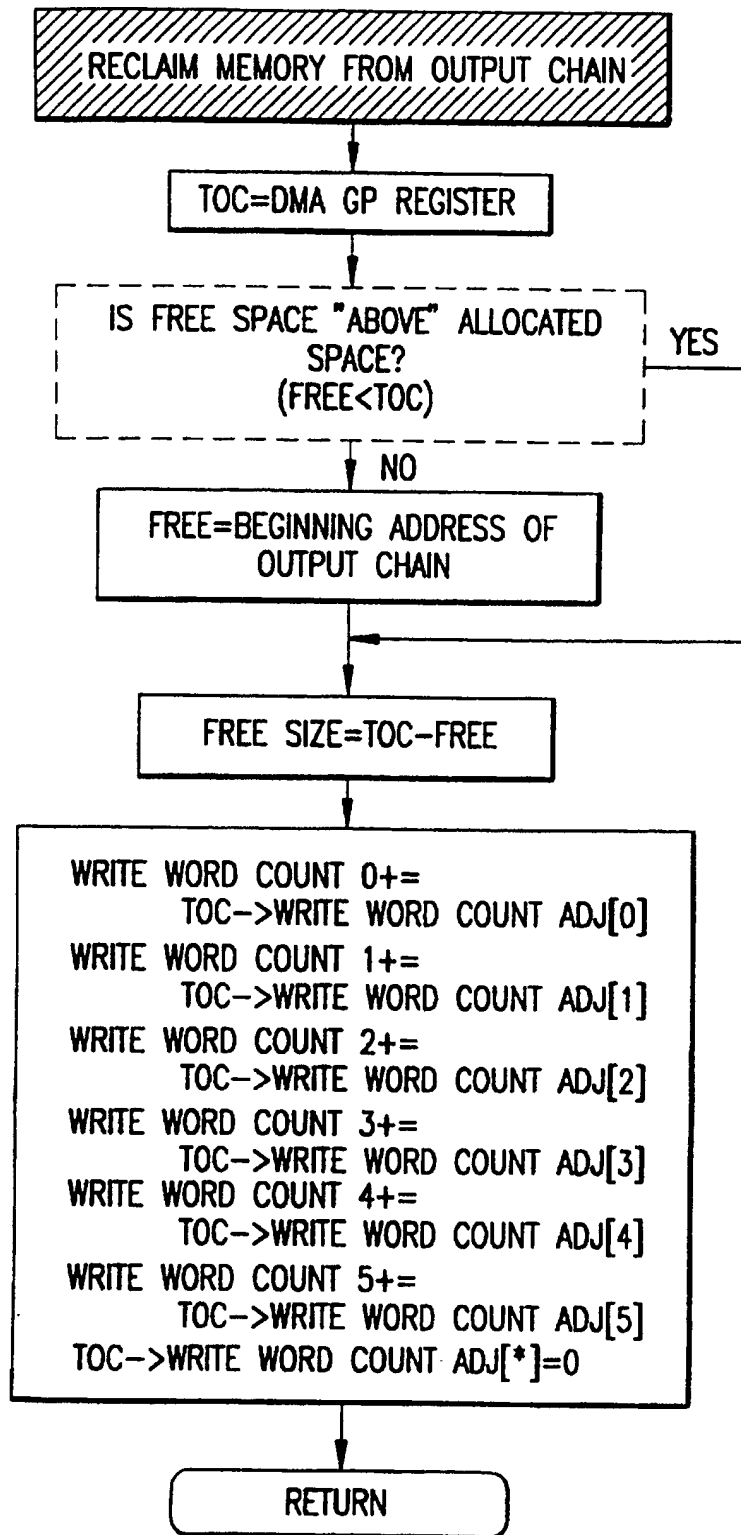 RECLAIM MEMORY FROM OUTPUT CHAIN
TOC=DMA GP REGISTER
IS FREE SPACE "ABOVE" ALLOCATED
SPACE?
(FREE<TOC)
YES
NO
FREE=BEGINNING ADDRESS OF
OUTPUT CHAIN
FREE SIZE=TOC-FREE
WRITE WORD COUNT 0+=
TOC->WRITE WORD COUNT ADJ[0]
WRITE WORD COUNT 1+=
TOC->WRITE WORD COUNT ADJ[1]
WRITE WORD COUNT 2+=
TOC->WRITE WORD COUNT ADJ[2]
WRITE WORD COUNT 3+=
TOC->WRITE WORD COUNT ADJ[3]
WRITE WORD COUNT 4+=
TOC->WRITE WORD COUNT ADJ[4]
WRITE WORD COUNT 5+=
TOC->WRITE WORD COUNT ADJ[5]
TOC->WRITE WORD COUNT ADJ[*]=0
RETURN